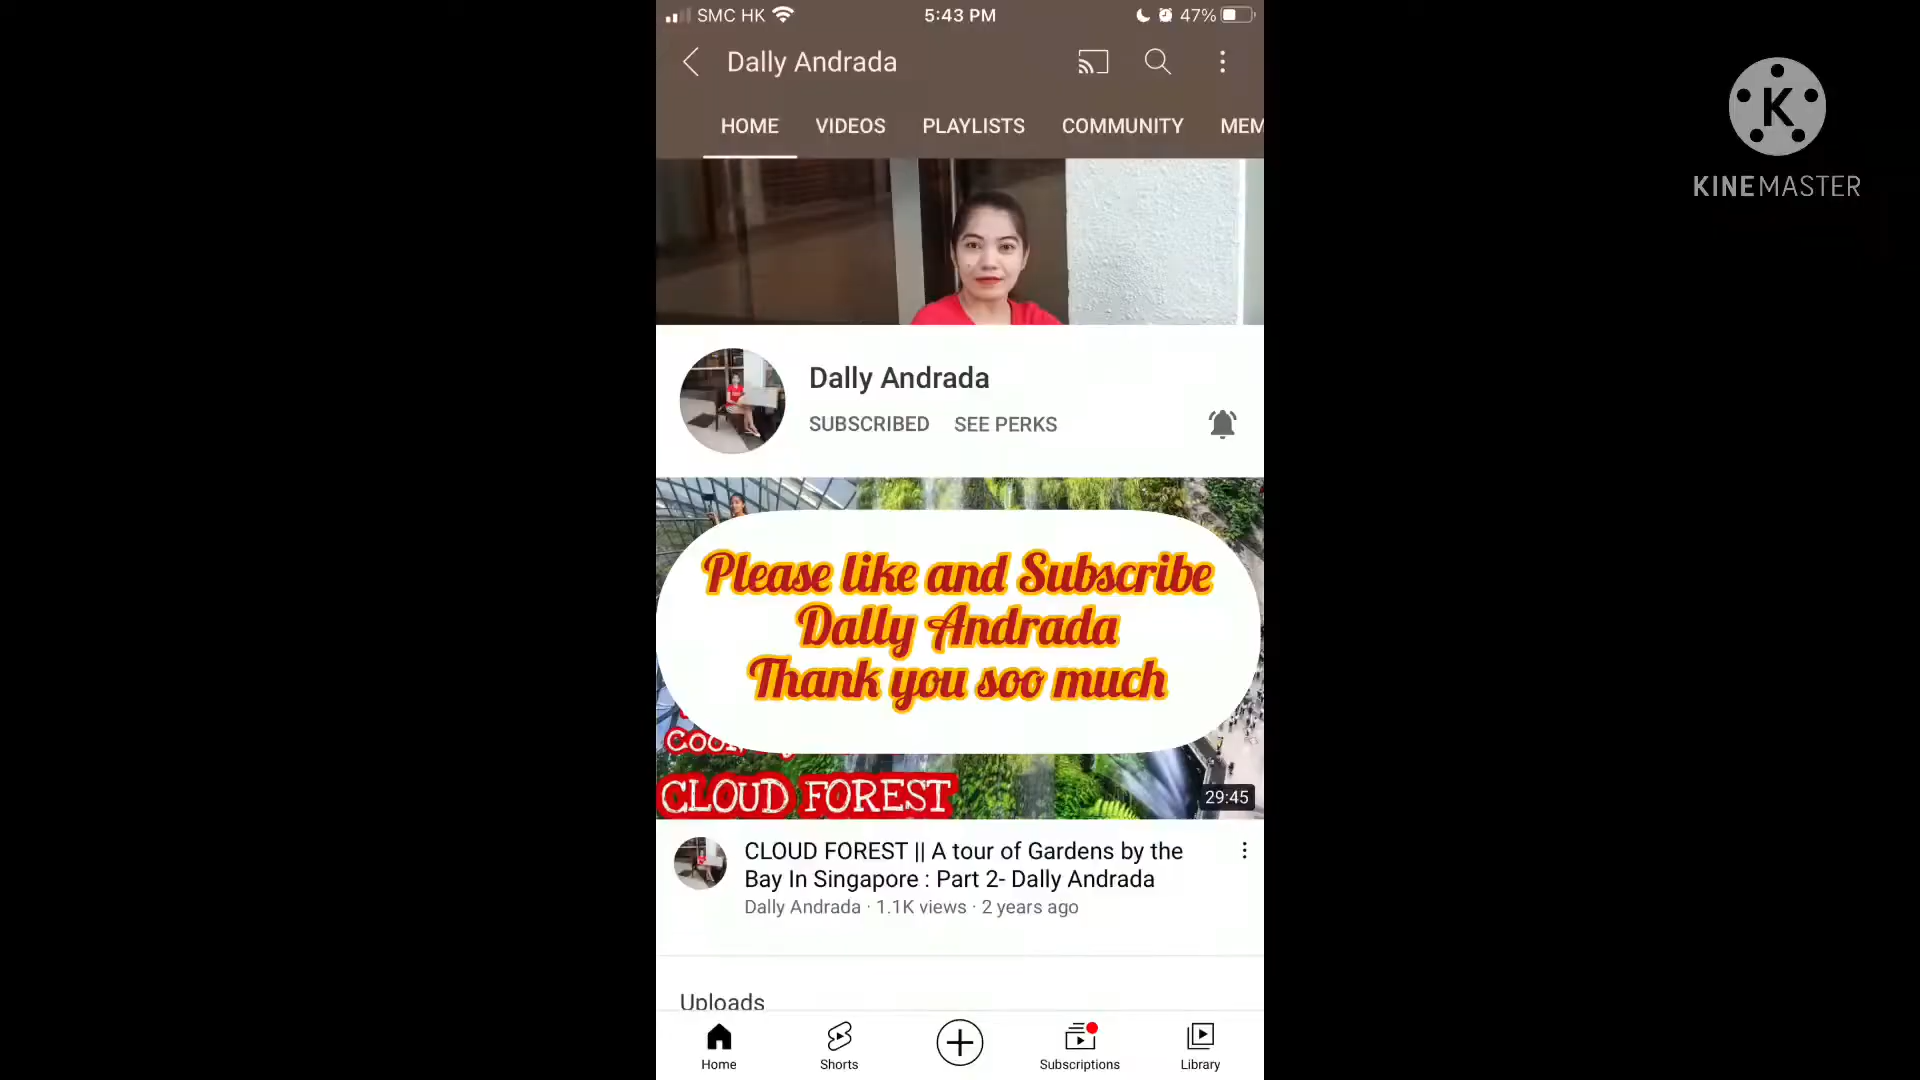 SMC HK
5:43 PM
47%
Dally Andrada
HOME
VIDEOS
PLAYLISTS
COMMUNITY
MEM
K
KINEMASTER
Dally Andrada
SUBSCRIBED
SEE PERKS
Please like and Subscribe
Dally Andrada
Thank you soo much
CLOUD FOREST
29:45
CLOUD FOREST || A tour of Gardens by the
Bay In Singapore : Part 2- Dally Andrada
Dally Andrada · 1.1K views · 2 years ago
Uploads
Home
Shorts
Subscriptions
Library